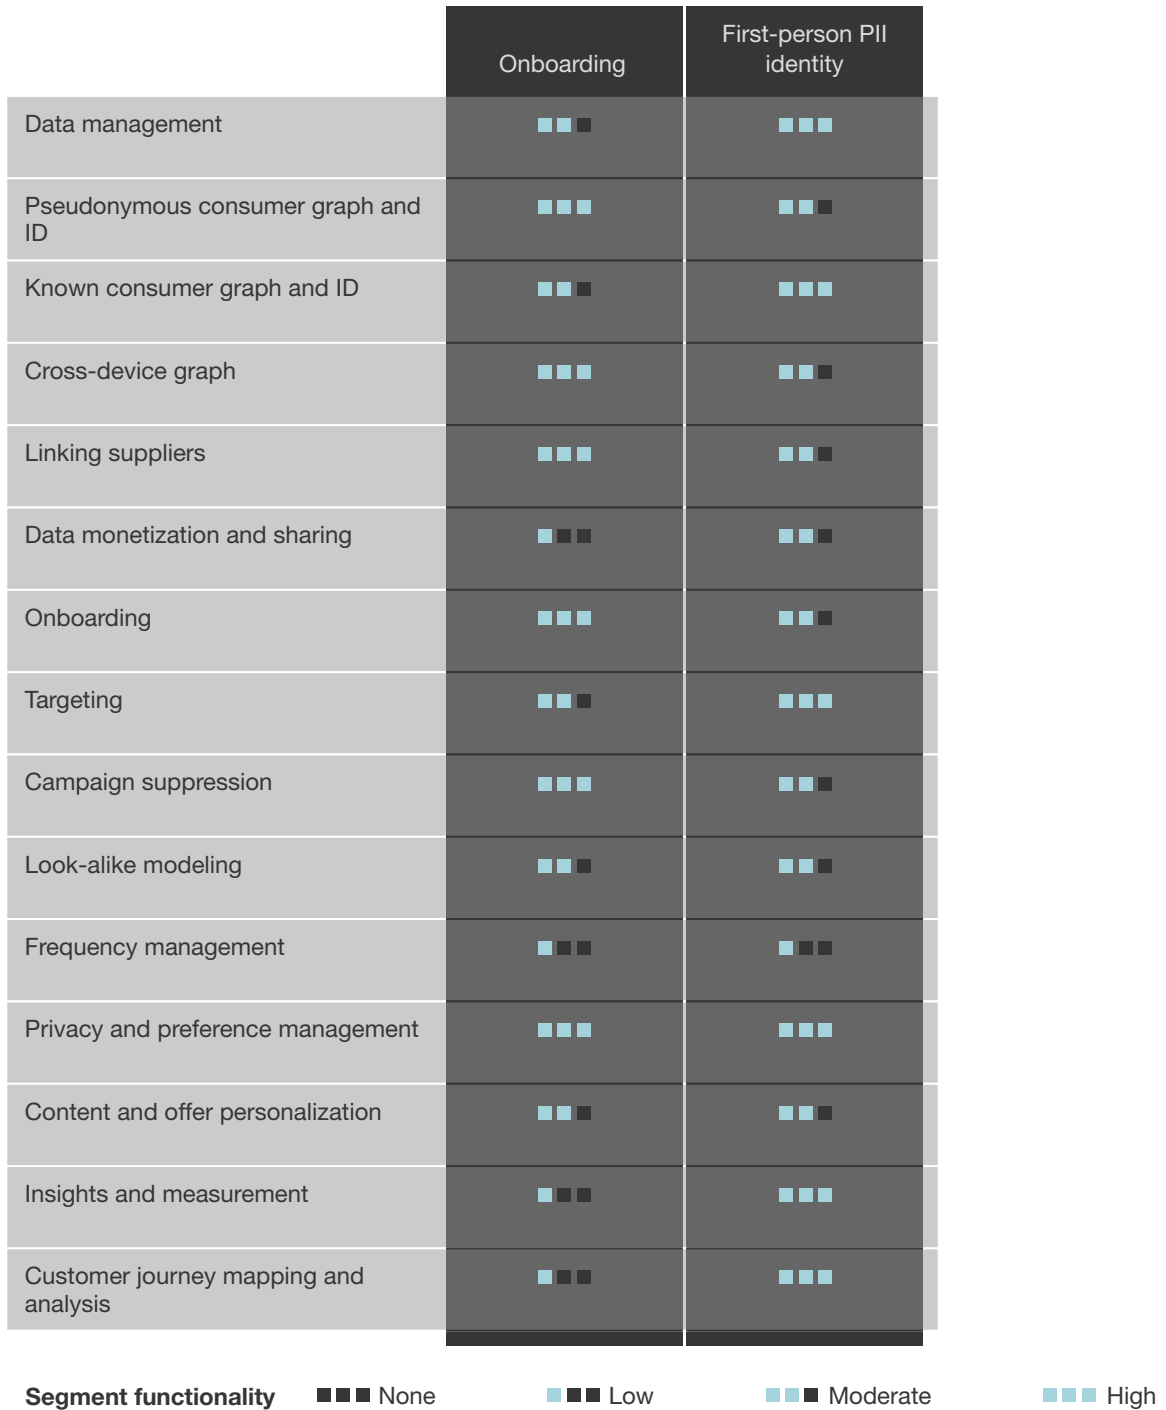 Onboarding
First-person PII
identity
Data management
Pseudonymous consumer graph and
ID
Known consumer graph and ID
Cross-device graph
Linking suppliers
Data monetization and sharing
Onboarding
Targeting
Campaign suppression
Look-alike modeling
Frequency management
Privacy and preference management
Content and offer personalization
Insights and measurement
Customer journey mapping and
analysis
Segment functionality None Low Moderate High